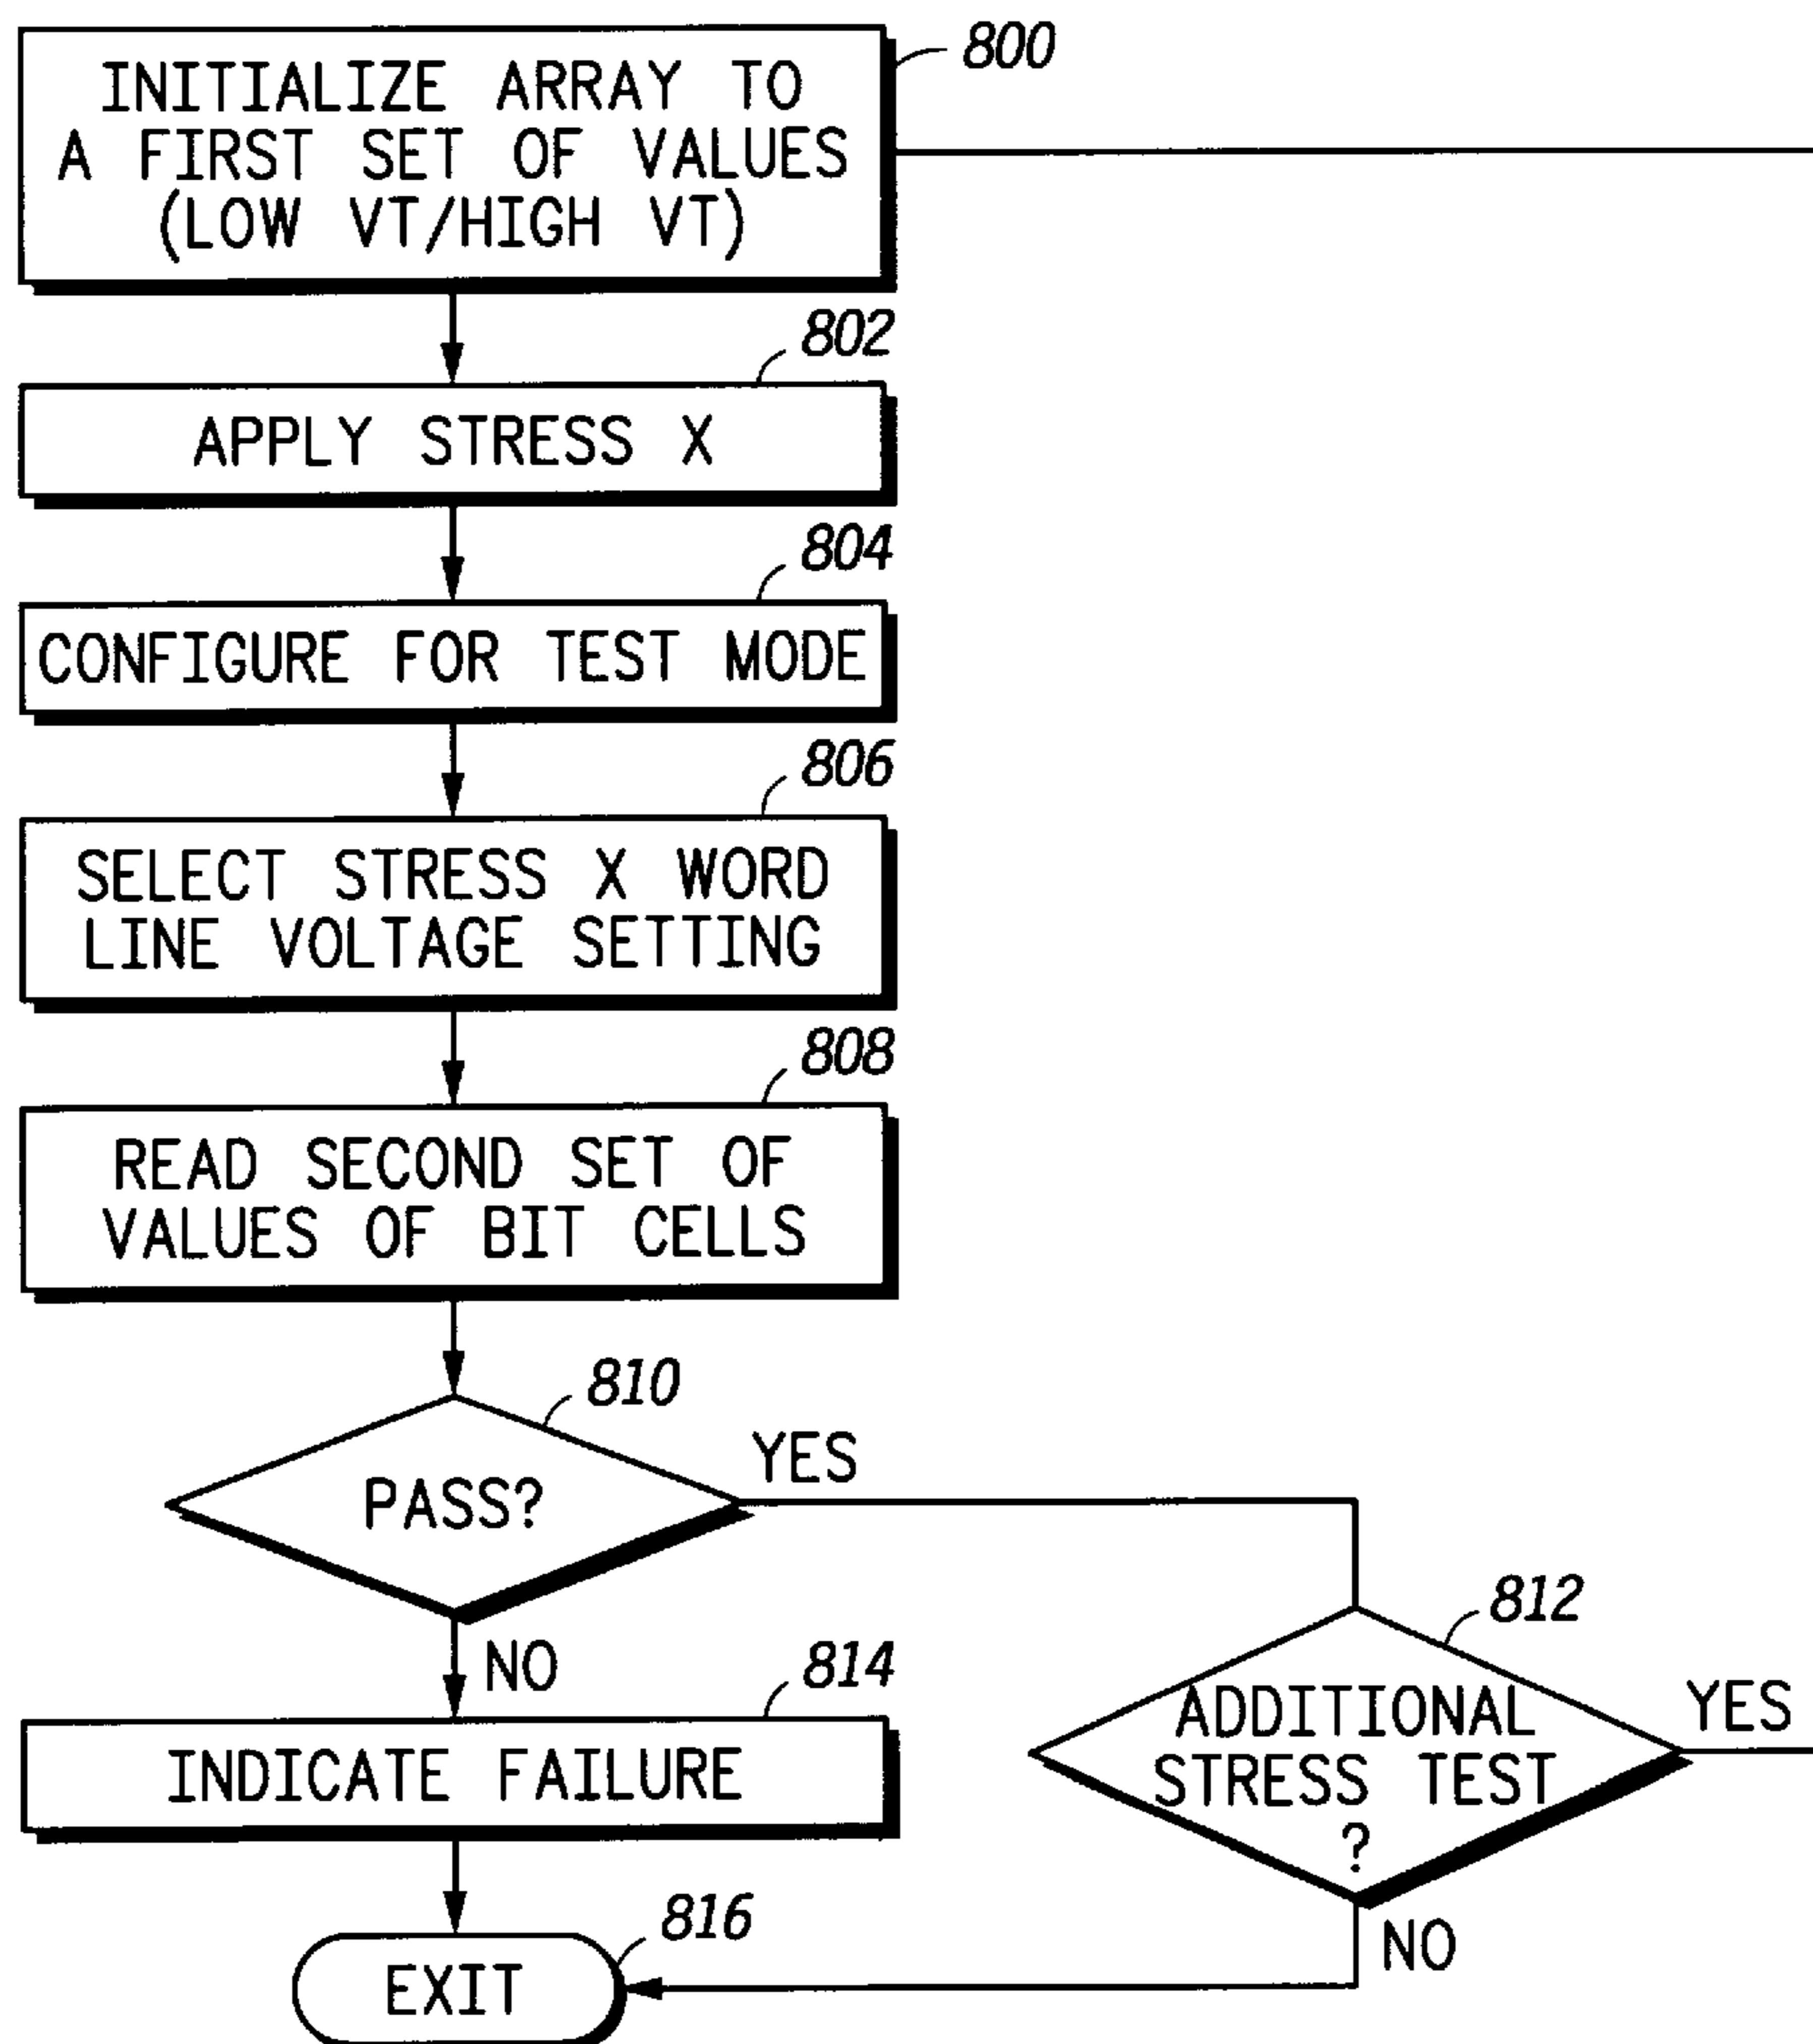 800
INITIALIZE ARRAY TO
A FIRST SET OF VALUES
(LOW VT/HIGH VT)
802
APPLY STRESS X
804
CONFIGURE FOR TEST MODE
806
SELECT STRESS X WORD
LINE VOLTAGE SETTING
808
READ SECOND SET OF
VALUES OF BIT CELLS
810
PASS?
YES
NO
812
ADDITIONAL
STRESS TEST
?
YES
NO
814
INDICATE FAILURE
816
EXIT